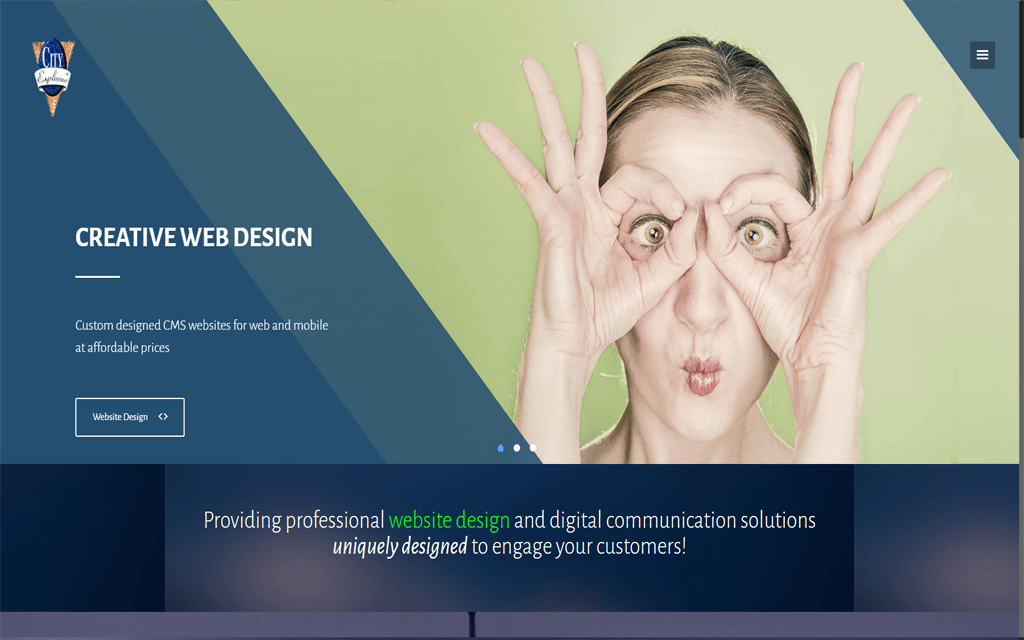 CITY
Explorer
CREATIVE WEB DESIGN
Custom designed CMS websites for web and mobile
at affordable prices
Website Design <>
Providing professional website design and digital communication solutions
uniquely designed to engage your customers!